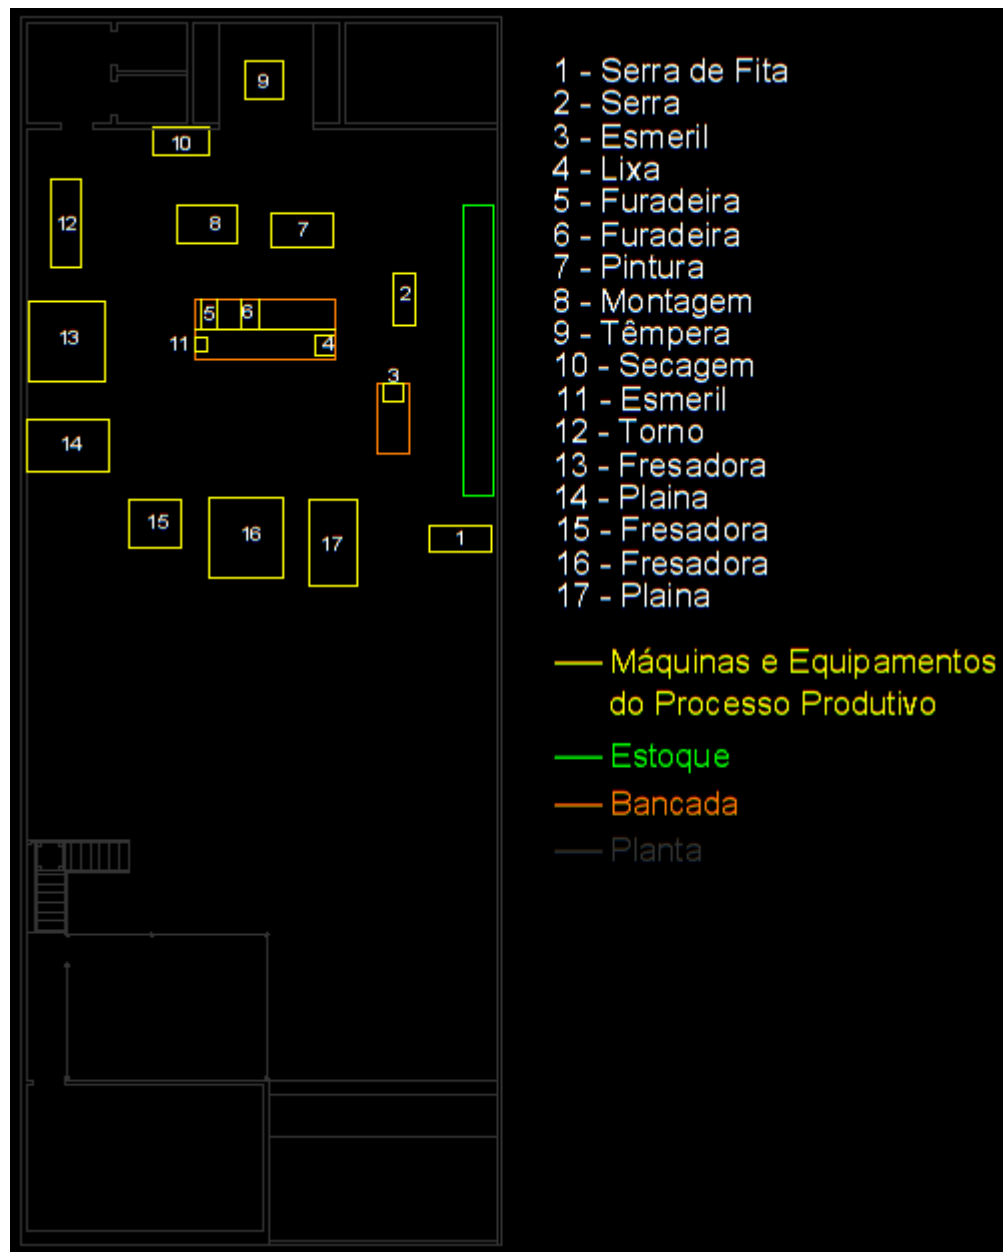 9
10
12
8
7
2
5
6
13
11
4
3
14
15
16
17
1
1 - Serra de Fita
2 - Serra
3 - Esmeril
4 - Lixa
5 - Furadeira
6 - Furadeira
7 - Pintura
8 - Montagem
9 - Têmpera
10 - Secagem
11 - Esmeril
12 - Torno
13 - Fresadora
14 - Plaina
15 - Fresadora
16 - Fresadora
17 - Plaina
Máquinas e Equipamentos
do Processo Produtivo
Estoque
Bancada
Planta